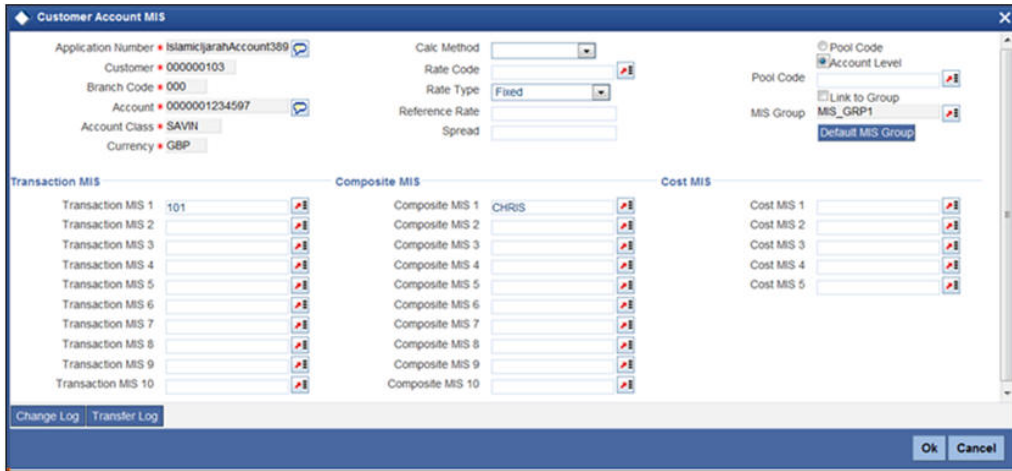 Customer Account MIS
Application Number * IslamicIjarahAccount389
Customer * 000000103
Branch Code * 000
Account * 0000001234597
Account Class * SAVIN
Currency * GBP
Calc Method
Rate Code
Rate Type Fixed
Reference Rate
Spread
Pool Code
Account Level
Pool Code
Link to Group
MIS Group MIS_GRP1
Default MIS Group
Transaction MIS
Transaction MIS 1 101
Transaction MIS 2
Transaction MIS 3
Transaction MIS 4
Transaction MIS 5
Transaction MIS 6
Transaction MIS 7
Transaction MIS 8
Transaction MIS 9
Transaction MIS 10
Composite MIS
Composite MIS 1 CHRIS
Composite MIS 2
Composite MIS 3
Composite MIS 4
Composite MIS 5
Composite MIS 6
Composite MIS 7
Composite MIS 8
Composite MIS 9
Composite MIS 10
Cost MIS
Cost MIS 1
Cost MIS 2
Cost MIS 3
Cost MIS 4
Cost MIS 5
Change Log Transfer Log
Ok Cancel